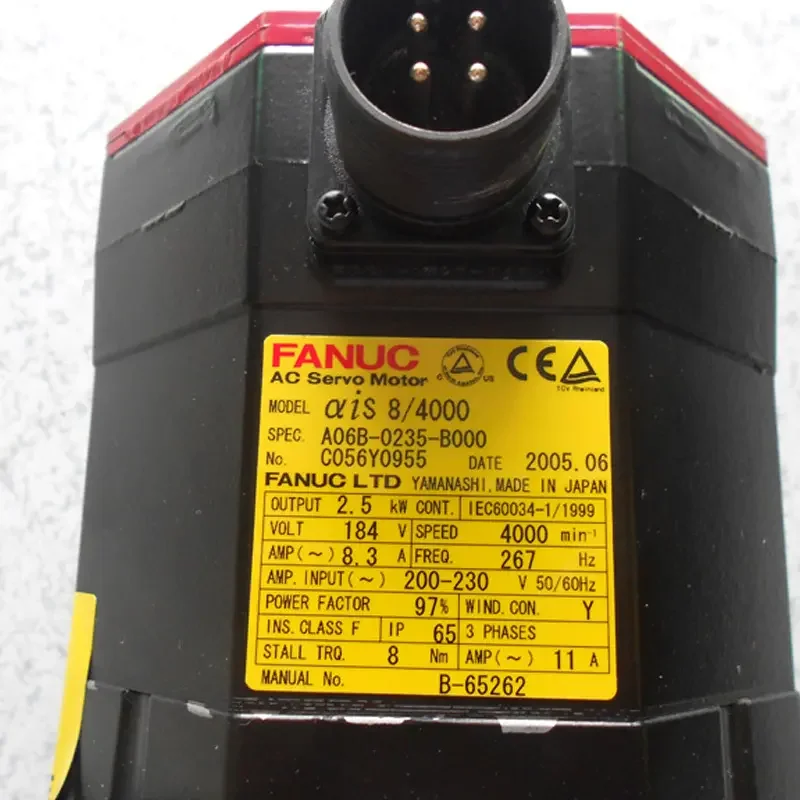 FANUC
AC Servo Motor
C US
CE
TÜV Rheinland
MODEL αiS 8/4000
SPEC. A06B-0235-B000
No. C056Y0955 DATE 2005.06
FANUC LTD YAMANASHI, MADE IN JAPAN
OUTPUT 2.5 kW CONT. IEC60034-1/1999
VOLT 184 V SPEED 4000 min⁻¹
AMP(~) 8.3 A FREQ. 267 Hz
AMP. INPUT(~) 200-230 V 50/60Hz
POWER FACTOR 97% WIND. CON. Y
INS. CLASS F IP 65 3 PHASES
STALL TRQ. 8 Nm AMP(~) 11 A
MANUAL No. B-65262